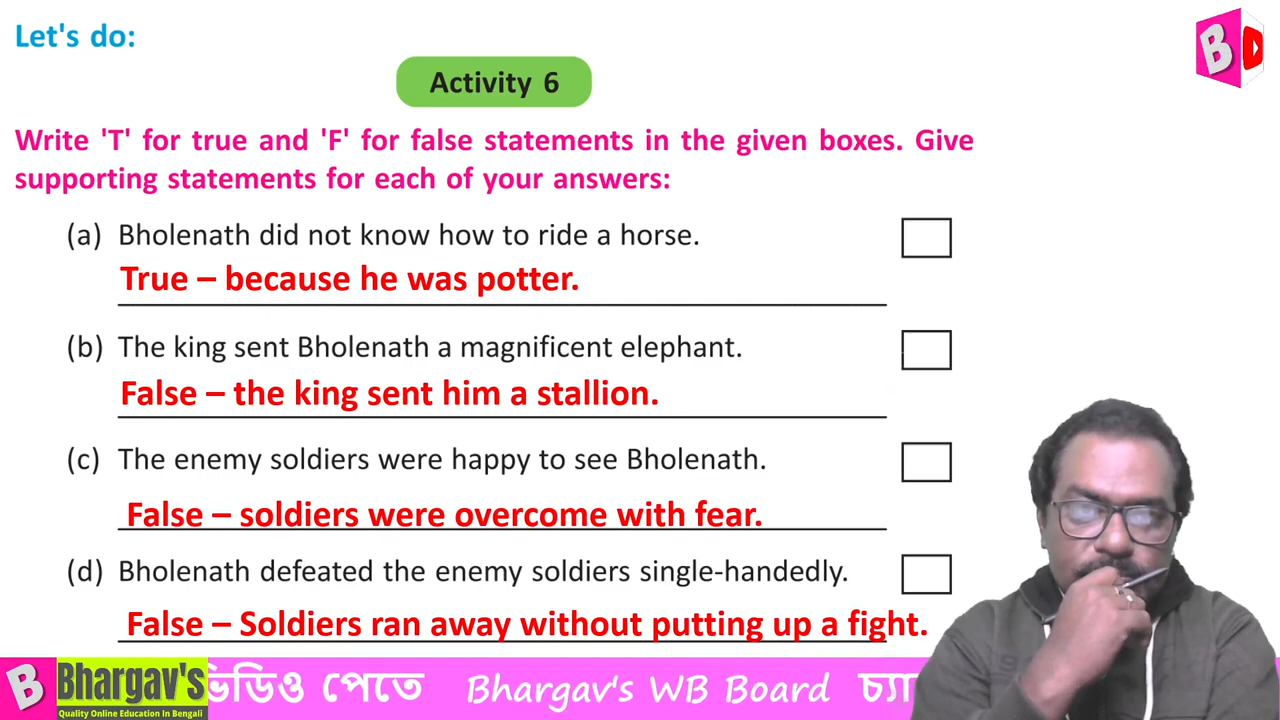 Let's do:
Activity 6
Write 'T' for true and 'F' for false statements in the given boxes. Give
supporting statements for each of your answers:
(a) Bholenath did not know how to ride a horse.
True – because he was potter.
(b) The king sent Bholenath a magnificent elephant.
False – the king sent him a stallion.
(c) The enemy soldiers were happy to see Bholenath.
False – soldiers were overcome with fear.
(d) Bholenath defeated the enemy soldiers single-handedly.
False – Soldiers ran away without putting up a fight.
B Bhargav's ভিডিও পেতে Bhargav's WB Board চ্যা
Quality Online Education In Bengali
B D